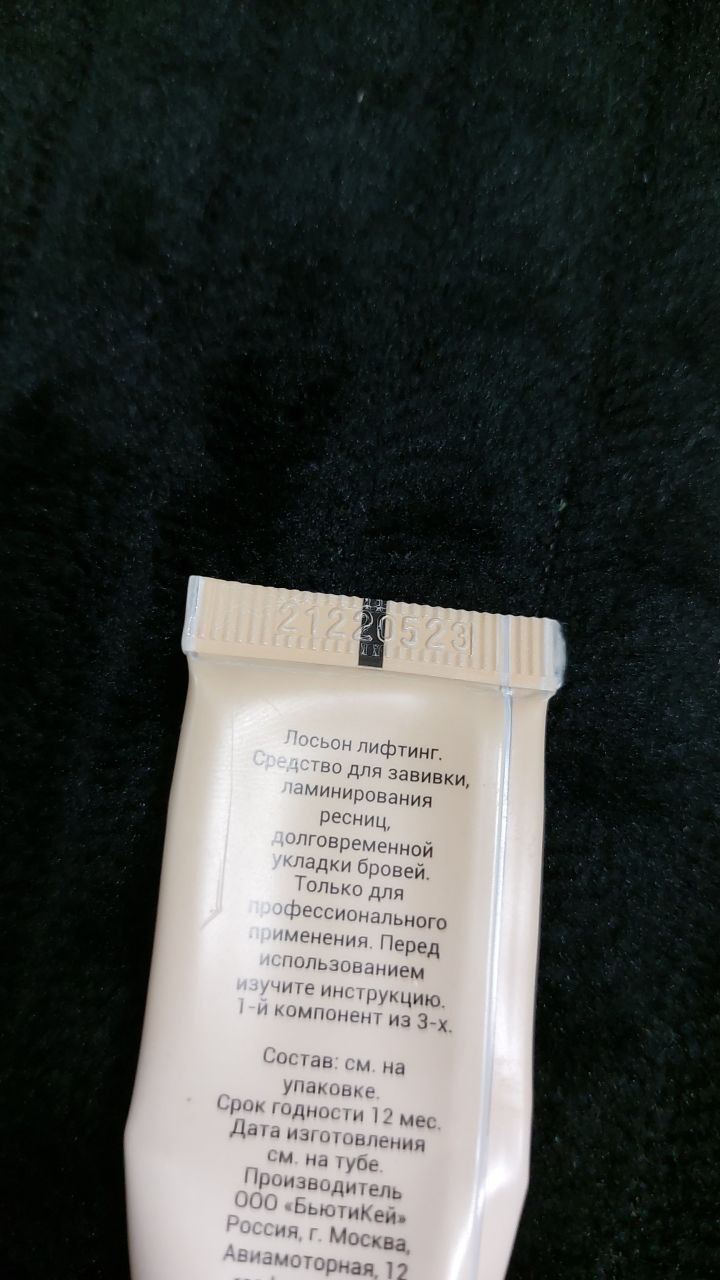 21220523
Лосьон лифтинг.
Средство для завивки,
ламинирования
ресниц,
долговременной
укладки бровей.
Только для
профессионального
применения. Перед
использованием
изучите инструкцию.
1-й компонент из 3-х.
Состав: см. на
упаковке.
Срок годности 12 мес.
Дата изготовления
см. на тубе.
Производитель
ООО «БьютиКей»
Россия, г. Москва,
Авиамоторная, 12